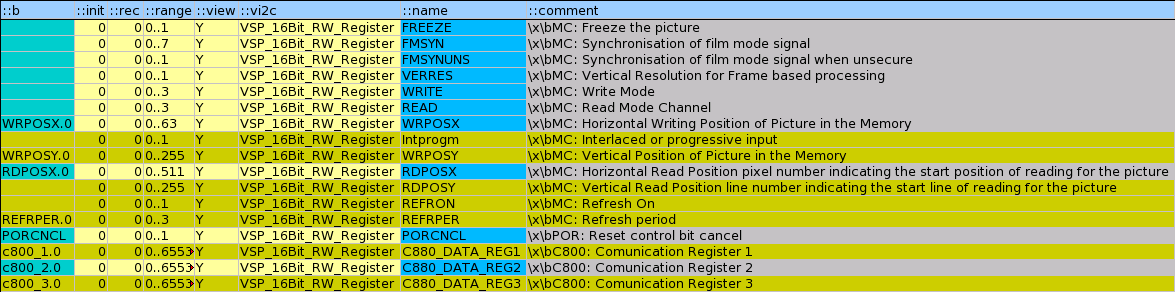 ::b ::init ::rec ::range ::view ::vi2c ::name ::comment
0 0 0..1 Y VSP_16Bit_RW_Register FREEZE \x\bMC: Freeze the picture
0 0 0..7 Y VSP_16Bit_RW_Register FMSYN \x\bMC: Synchronisation of film mode signal
0 0 0..1 Y VSP_16Bit_RW_Register FMSYNUNS \x\bMC: Synchronisation of film mode signal when unsecure
0 0 0..1 Y VSP_16Bit_RW_Register VERRES \x\bMC: Vertical Resolution for Frame based processing
0 0 0..3 Y VSP_16Bit_RW_Register WRITE \x\bMC: Write Mode
0 0 0..3 Y VSP_16Bit_RW_Register READ \x\bMC: Read Mode Channel
WRPOSX.0 0 0 0..63 Y VSP_16Bit_RW_Register WRPOSX \x\bMC: Horizontal Writing Position of Picture in the Memory
0 0 0..1 Y VSP_16Bit_RW_Register Intprogm \x\bMC: Interlaced or progressive input
WRPOSY.0 0 0 0..255 Y VSP_16Bit_RW_Register WRPOSY \x\bMC: Vertical Position of Picture in the Memory
RDPOSX.0 0 0 0..511 Y VSP_16Bit_RW_Register RDPOSX \x\bMC: Horizontal Read Position pixel number indicating the start position of reading for the picture
0 0 0..255 Y VSP_16Bit_RW_Register RDPOSY \x\bMC: Vertical Read Position line number indicating the start line of reading for the picture
0 0 0..1 Y VSP_16Bit_RW_Register REFRON \x\bMC: Refresh On
REFRPER.0 0 0 0..3 Y VSP_16Bit_RW_Register REFRPER \x\bMC: Refresh period
PORCNCL 0 0 0..1 Y VSP_16Bit_RW_Register PORCNCL \x\bPOR: Reset control bit cancel
c800_1.0 0 0 0..6553 Y VSP_16Bit_RW_Register C880_DATA_REG1 \x\bC800: Comunication Register 1
c800_2.0 0 0 0..6553 Y VSP_16Bit_RW_Register C880_DATA_REG2 \x\bC800: Comunication Register 2
c800_3.0 0 0 0..6553 Y VSP_16Bit_RW_Register C880_DATA_REG3 \x\bC800: Comunication Register 3